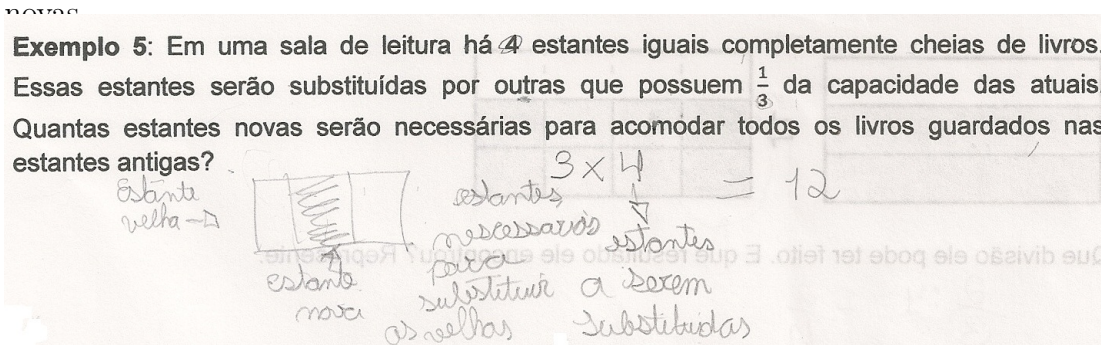 novas
Exemplo 5: Em uma sala de leitura há 4 estantes iguais completamente cheias de livros.
Essas estantes serão substituídas por outras que possuem 1/3 da capacidade das atuais.
Quantas estantes novas serão necessárias para acomodar todos os livros guardados nas
estantes antigas?
3 x 4 = 12
Estante
velha →
estante
nova
estantes
nescessarios
para
substituir
as velhas
estantes
a serem
substituidas
Que divisão ele pode ter feito. E que resultado ele encontrou? Represente.